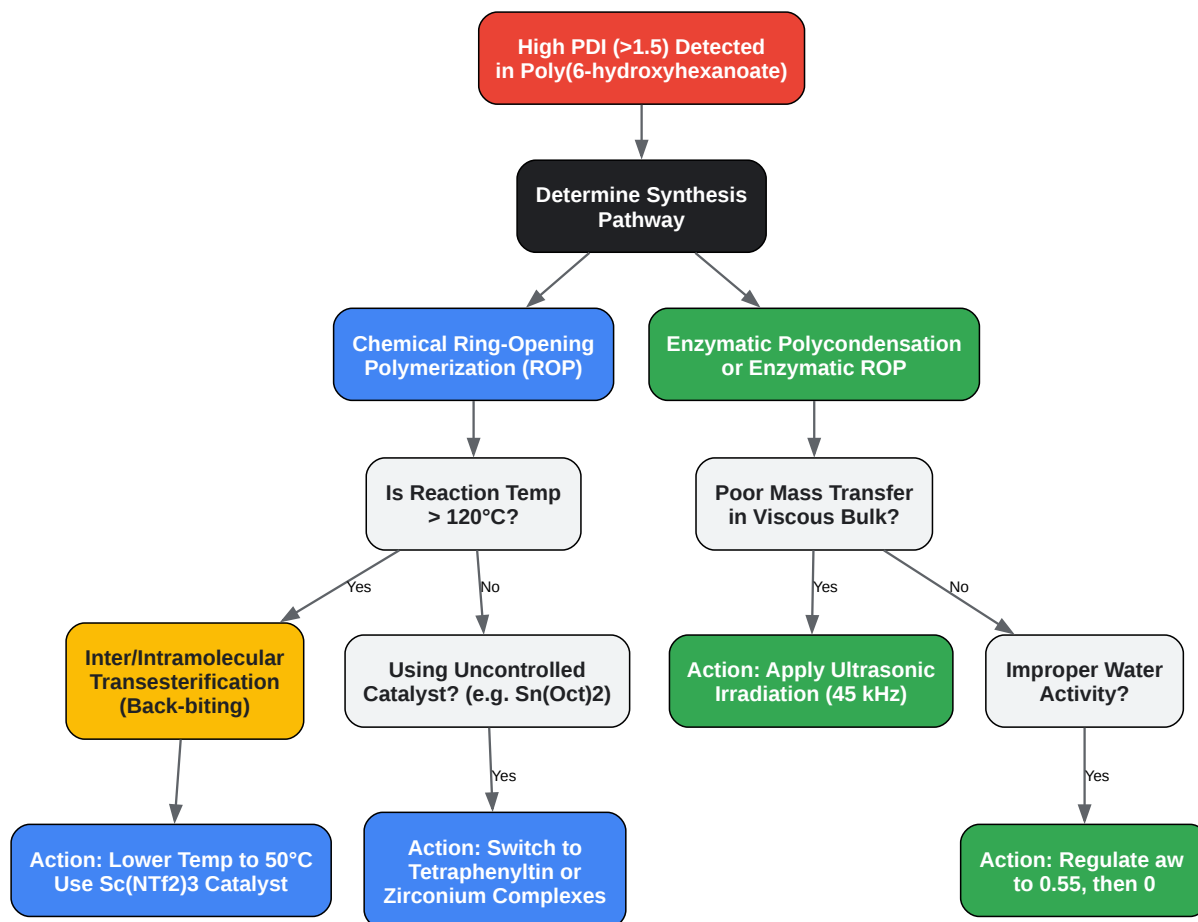 High PDI (>1.5) Detected
in Poly(6-hydroxyhexanoate)
Determine Synthesis
Pathway
Chemical Ring-Opening
Polymerization (ROP)
Enzymatic Polycondensation
or Enzymatic ROP
Is Reaction Temp
> 120°C?
Poor Mass Transfer
in Viscous Bulk?
Yes
No
Yes
No
Inter/Intramolecular
Transesterification
(Back-biting)
Using Uncontrolled
Catalyst? (e.g. Sn(Oct)2)
Action: Apply Ultrasonic
Irradiation (45 kHz)
Improper Water
Activity?
Yes
Yes
Action: Lower Temp to 50°C
Use Sc(NTf2)3 Catalyst
Action: Switch to
Tetraphenyltin or
Zirconium Complexes
Action: Regulate aw
to 0.55, then 0